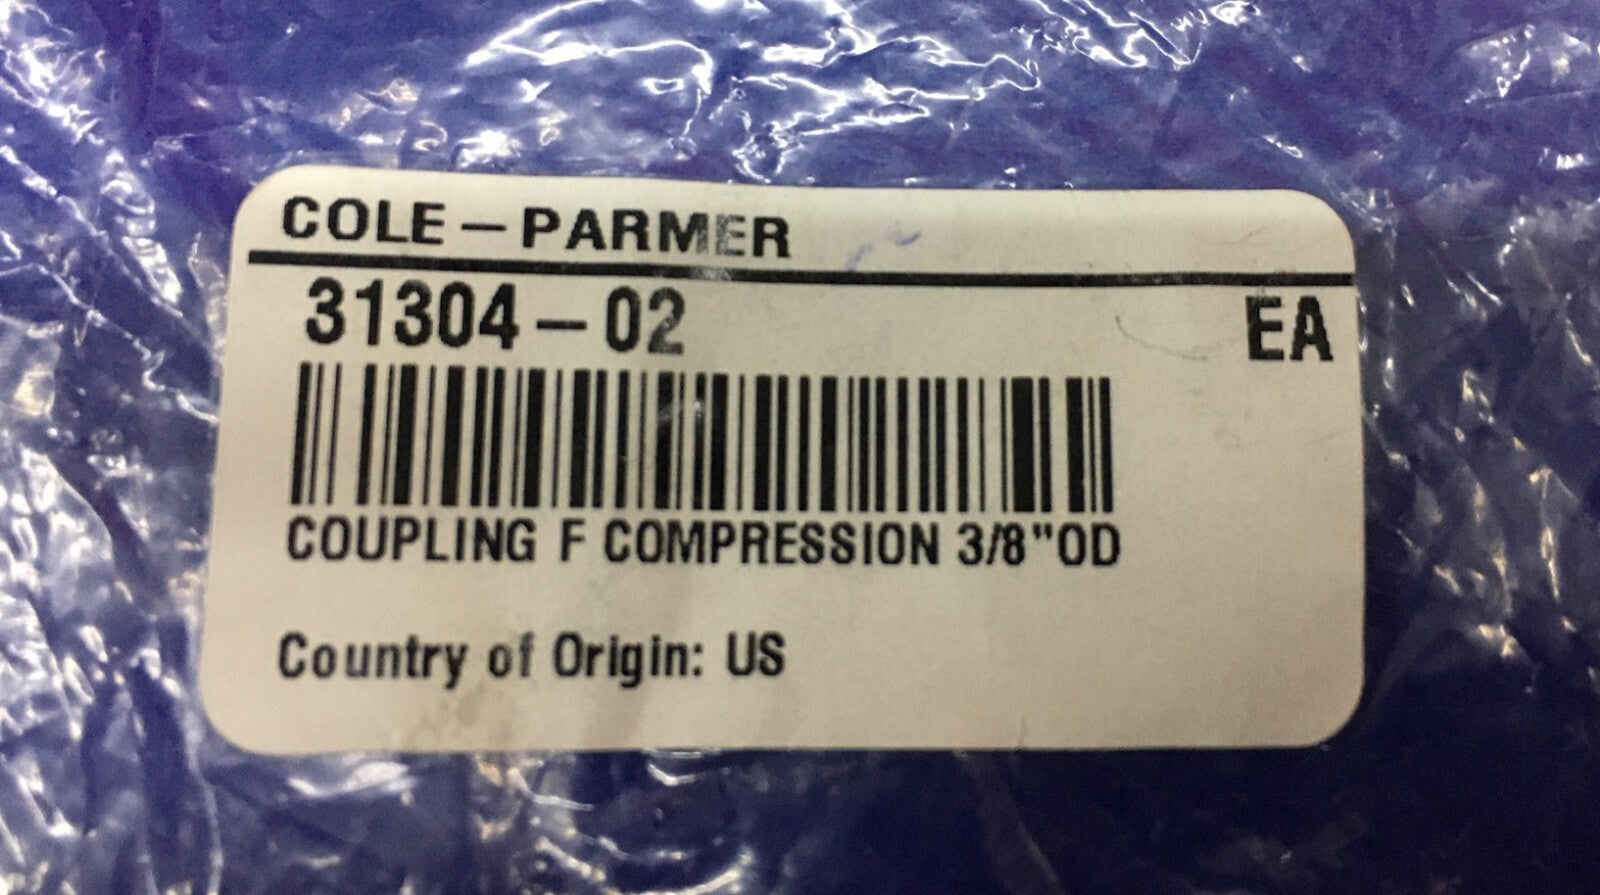 COLE-PARMER
31304-02 EA
COUPLING F COMPRESSION 3/8"OD
Country of Origin: US